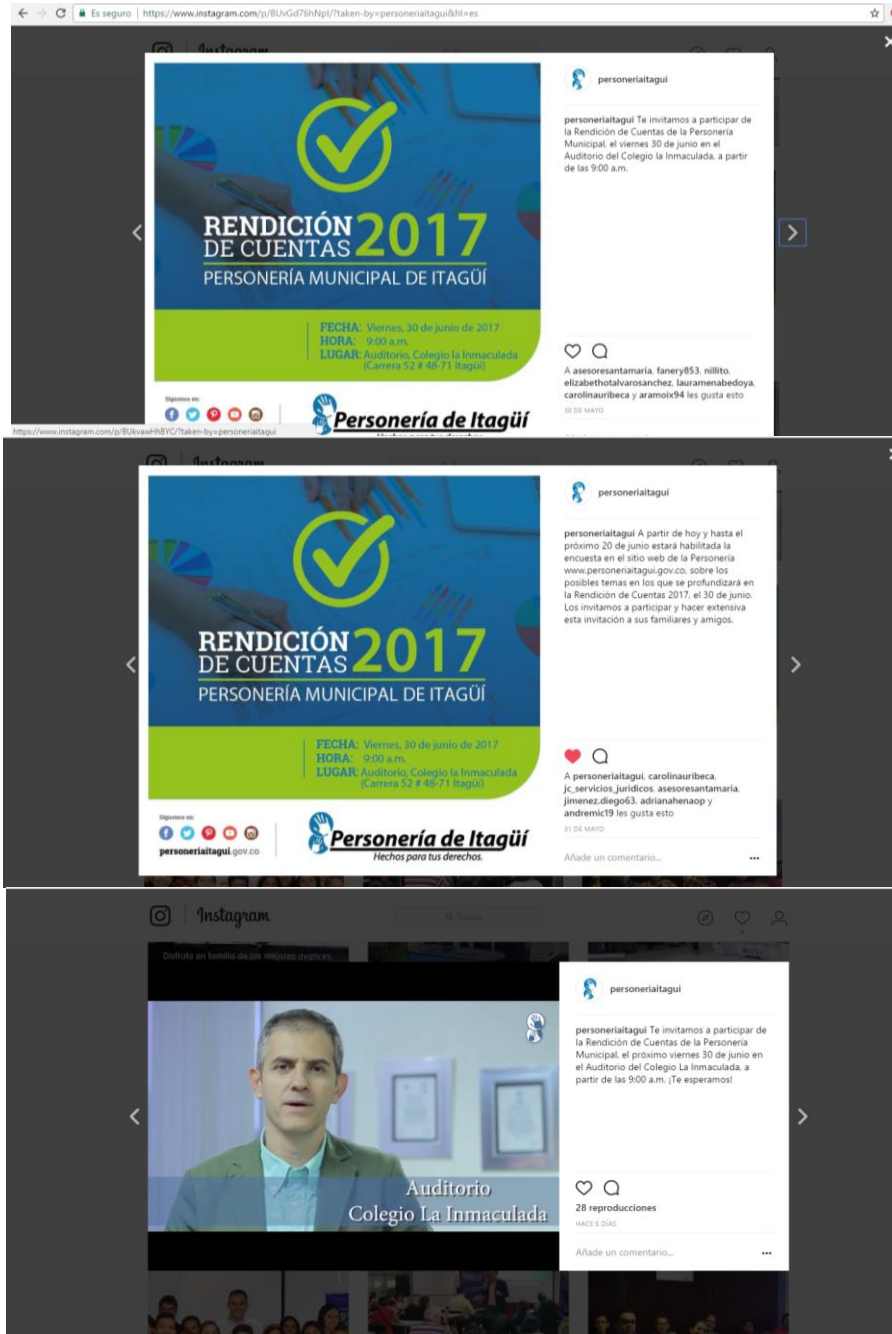 Es seguro | https://www.instagram.com/p/BUvGd76hNpl/?taken-by=personeriaitagui&hl=es
Instagram
personeriaitagui
personeriaitagui Te invitamos a participar de
la Rendición de Cuentas de la Personería
Municipal, el viernes 30 de junio en el
Auditorio del Colegio la Inmaculada, a partir
de las 9:00 a.m.
RENDICIÓN
DE CUENTAS 2017
PERSONERÍA MUNICIPAL DE ITAGÜÍ
FECHA: Viernes, 30 de junio de 2017
HORA: 9:00 a.m.
LUGAR: Auditorio, Colegio la Inmaculada
(Carrera 52 # 48-71 Itagüí)
A asesoresantamaria, fanery853, nillito,
elizabethotalvarosanchez, lauramenabedoya,
carolinauribeca y aramoix94 les gusta esto
30 DE MAYO
Síguenos en:
Personería de Itagüí
https://www.instagram.com/p/BUkvawHhBYC/?taken-by=personeriaitagui
Instagram
personeriaitagui
personeriaitagui A partir de hoy y hasta el
próximo 20 de junio estará habilitada la
encuesta en el sitio web de la Personería
www.personeriaitagui.gov.co, sobre los
posibles temas en los que se profundizará en
la Rendición de Cuentas 2017, el 30 de junio.
Los invitamos a participar y hacer extensiva
esta invitación a sus familiares y amigos.
RENDICIÓN
DE CUENTAS 2017
PERSONERÍA MUNICIPAL DE ITAGÜÍ
FECHA: Viernes, 30 de junio de 2017
HORA: 9:00 a.m.
LUGAR: Auditorio, Colegio la Inmaculada
(Carrera 52 # 48-71 Itagüí)
A personeriaitagui, carolinauribeca,
jc_servicios_juridicos, asesoresantamaria,
jimenez.diego63, adrianahenaop y
andremic19 les gusta esto
31 DE MAYO
Síguenos en:
personeriaitagui.gov.co
Personería de Itagüí
Hechos para tus derechos.
Añade un comentario...
Instagram
Busca
Disfruta en familia de los mejores avances
personeriaitagui
personeriaitagui Te invitamos a participar de
la Rendición de Cuentas de la Personería
Municipal, el próximo viernes 30 de junio en
el Auditorio del Colegio La Inmaculada, a
partir de las 9:00 a.m. ¡Te esperamos!
Auditorio
Colegio La Inmaculada
28 reproducciones
HACE 5 DÍAS
Añade un comentario...